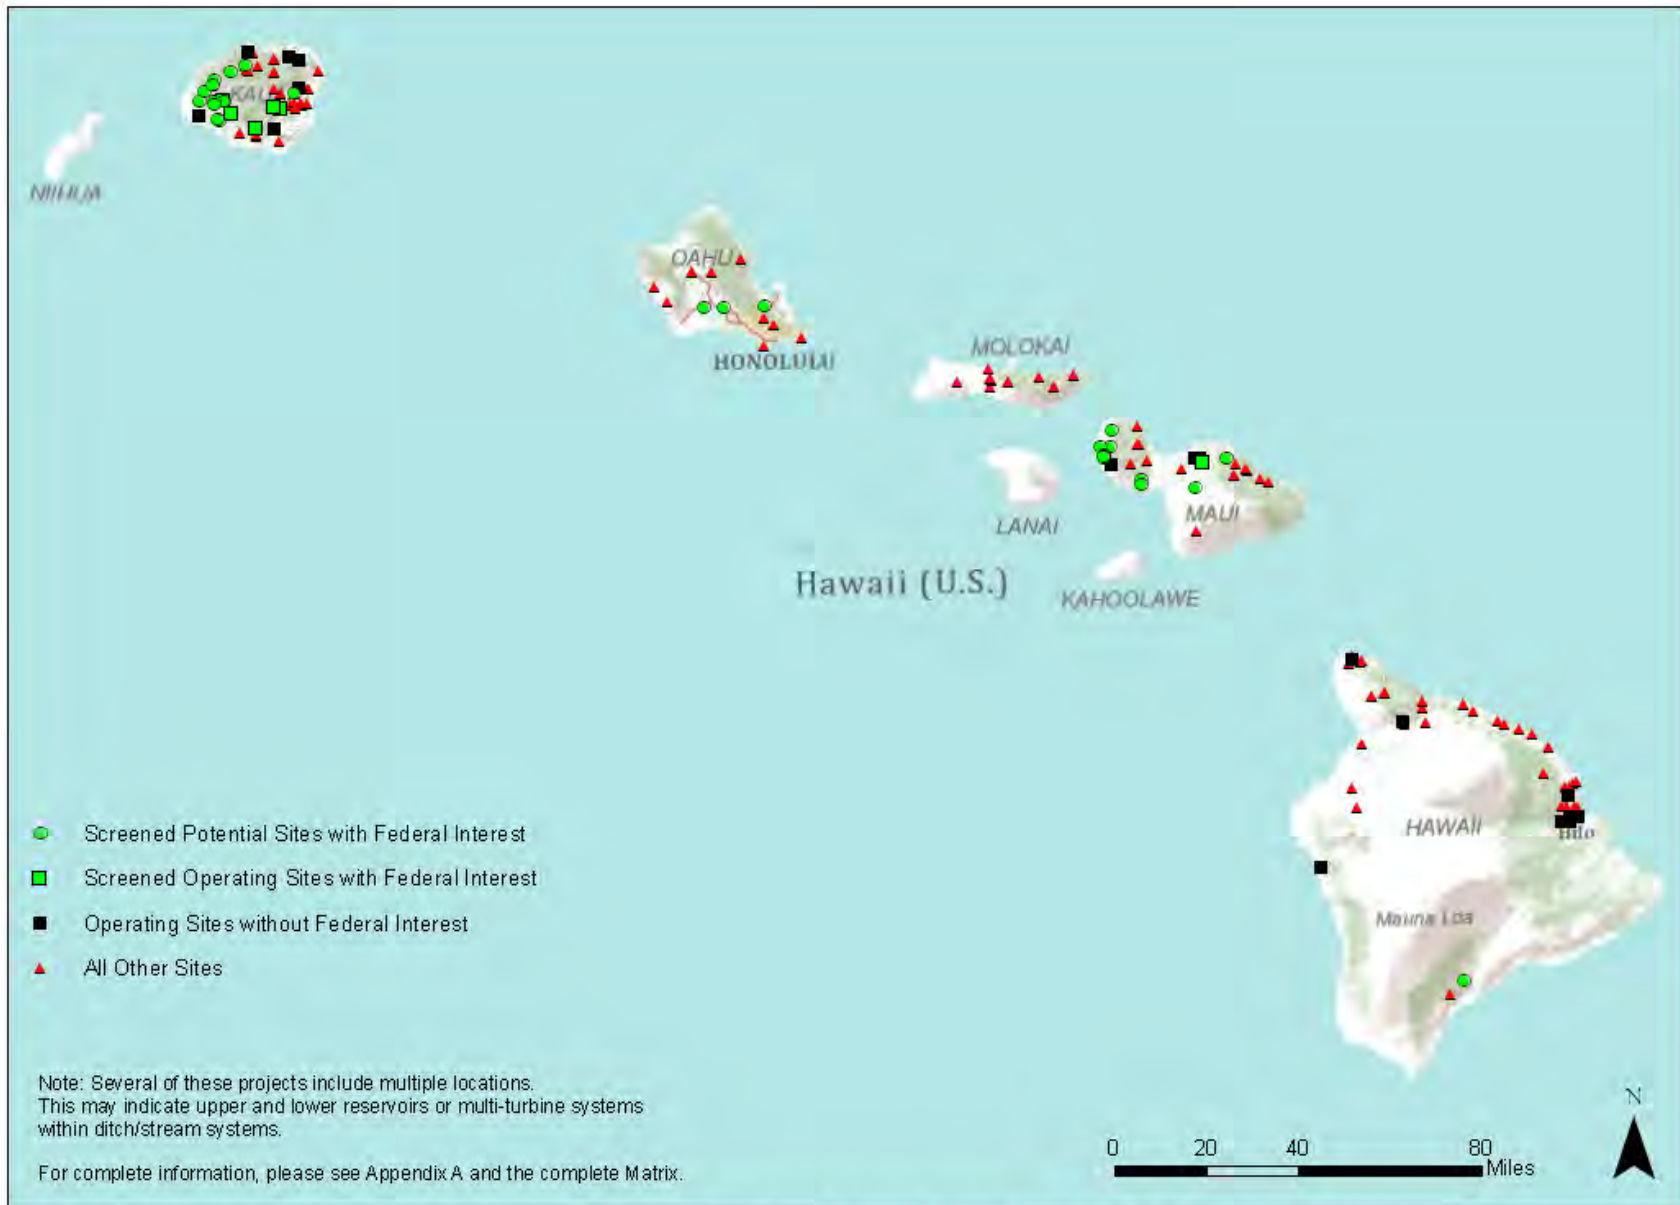 KAUAI
NIIHUA
OAHU
HONOLULU
MOLOKAI
LANAI
MAUI
Hawaii (U.S.)
KAHOOLAWE
HAWAII
Hilo
Mauna Loa
Screened Potential Sites with Federal Interest
Screened Operating Sites with Federal Interest
Operating Sites without Federal Interest
All Other Sites
Note: Several of these projects include multiple locations.
This may indicate upper and lower reservoirs or multi-turbine systems
within ditch/stream systems.
For complete information, please see Appendix A and the complete Matrix.
N
0 20 40 80
Miles